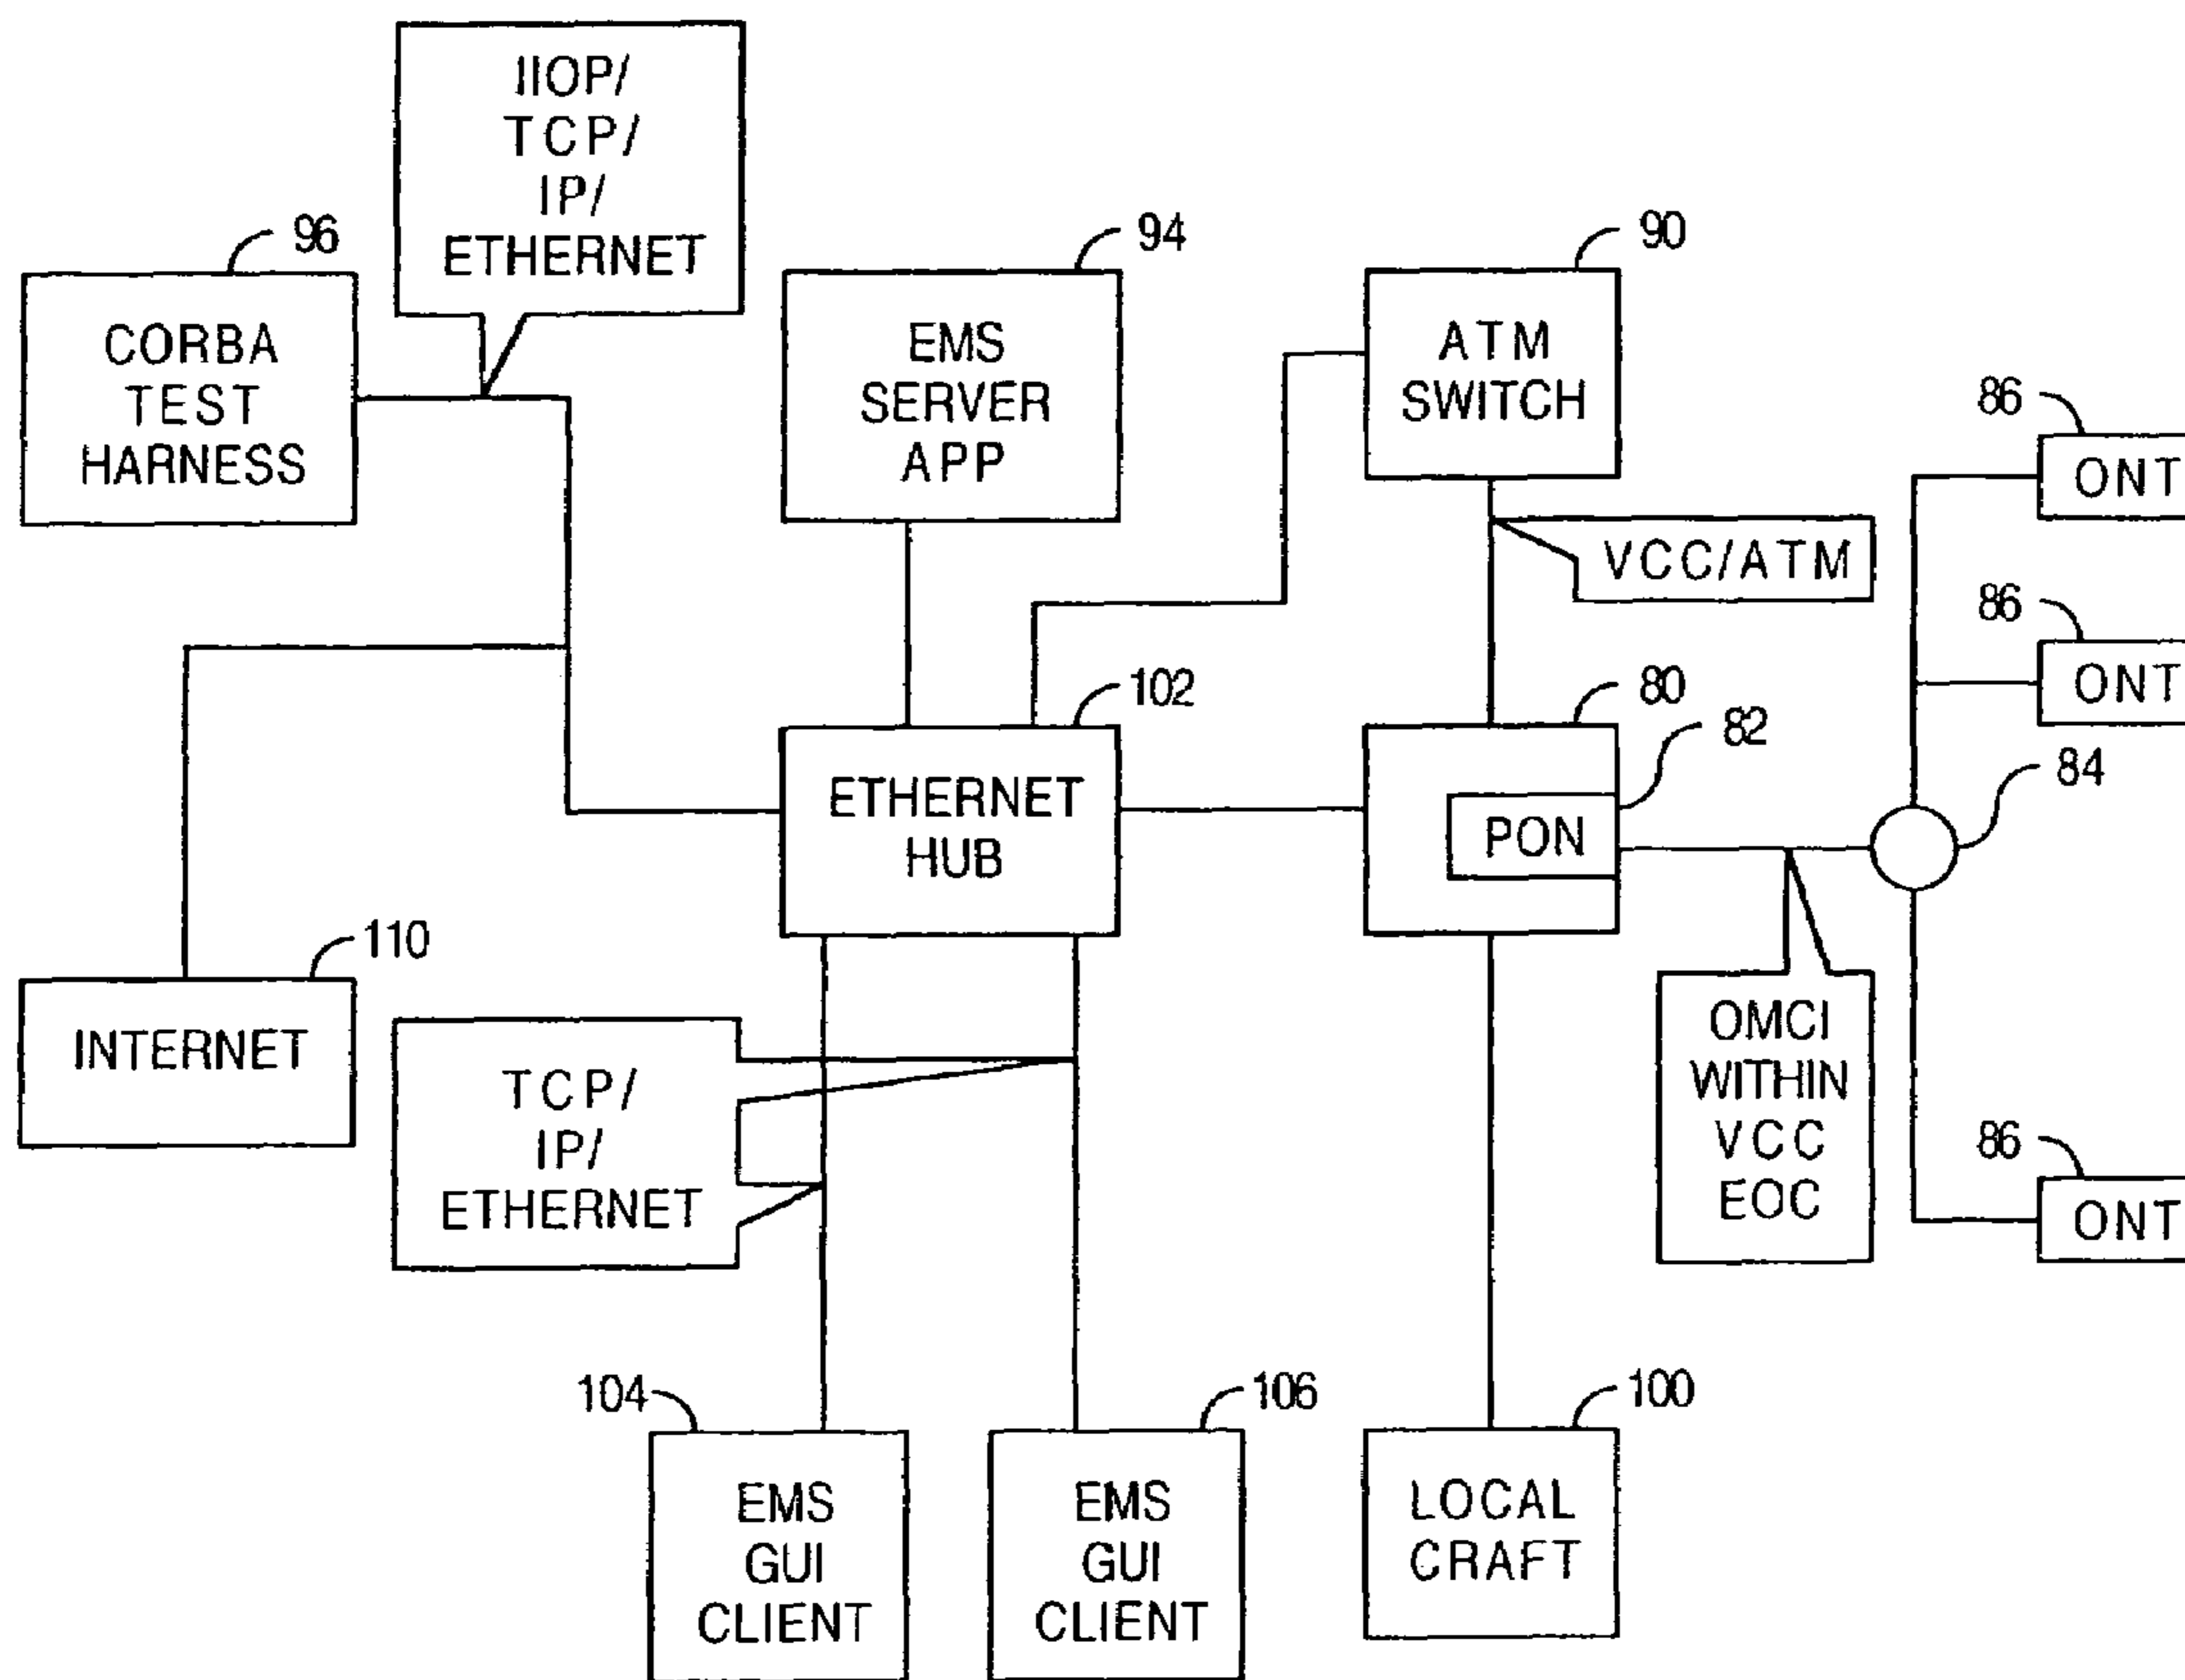 IIOP/
TCP/
IP/
ETHERNET
96
CORBA
TEST
HARNESS
94
EMS
SERVER
APP
90
ATM
SWITCH
VCC/ATM
86
ONT
86
ONT
102
ETHERNET
HUB
80
82
PON
84
110
INTERNET
TCP/
IP/
ETHERNET
OMCI
WITHIN
VCC
EOC
86
ONT
104
EMS
GUI
CLIENT
106
EMS
GUI
CLIENT
100
LOCAL
CRAFT